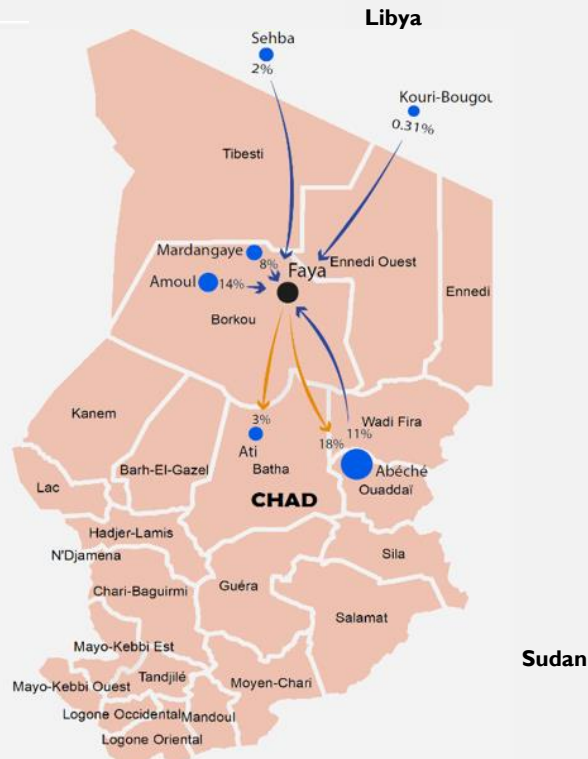 Libya
Sehba
2%
Kouri-Bougou
0.31%
Tibesti
Mardangaye
8%
Faya
Ennedi Ouest
Amoul
14%
Ennedi
Borkou
Kanem
3%
Ati
18%
11%
Wadi Fira
Barh-El-Gazel
Batha
Abéché
Ouaddaï
Lac
CHAD
Hadjer-Lamis
N'Djamena
Sila
Guéra
Chari-Baguirmi
Salamat
Mayo-Kebbi Est
Sudan
Tandjilé
Moyen-Chari
Mayo-Kebbi Ouest
Logone Occidental
Mandoul
Logone Oriental